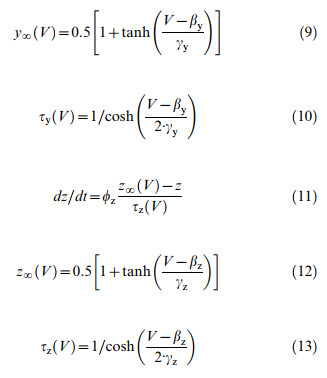 y∞(V)=0.5[1+tanh((V−βy)/γy)] (9)
τy(V)=1/cosh((V−βy)/(2·γy)) (10)
dz/dt=ϕz (z∞(V)−z)/τz(V) (11)
z∞(V)=0.5[1+tanh((V−βz)/γz)] (12)
τz(V)=1/cosh((V−βz)/(2·γz)) (13)